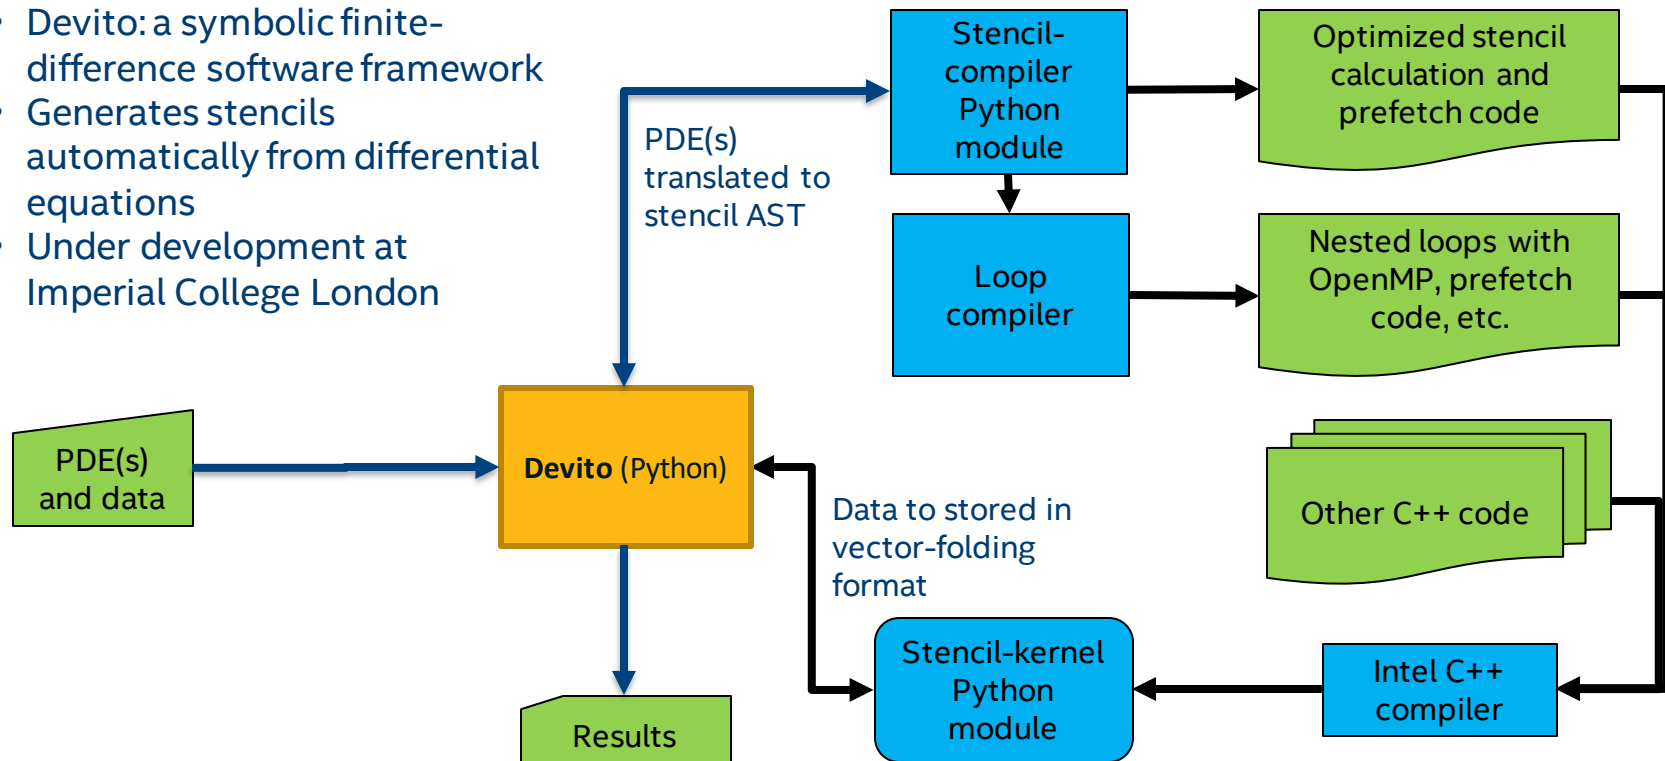 • Devito: a symbolic finite-
difference software framework
• Generates stencils
automatically from differential
equations
• Under development at
Imperial College London
PDE(s)
translated to
stencil AST
Stencil-
compiler
Python
module
Optimized stencil
calculation and
prefetch code
Loop
compiler
Nested loops with
OpenMP, prefetch
code, etc.
PDE(s)
and data
Devito (Python)
Data to stored in
vector-folding
format
Other C++ code
Stencil-kernel
Python
module
Intel C++
compiler
Results